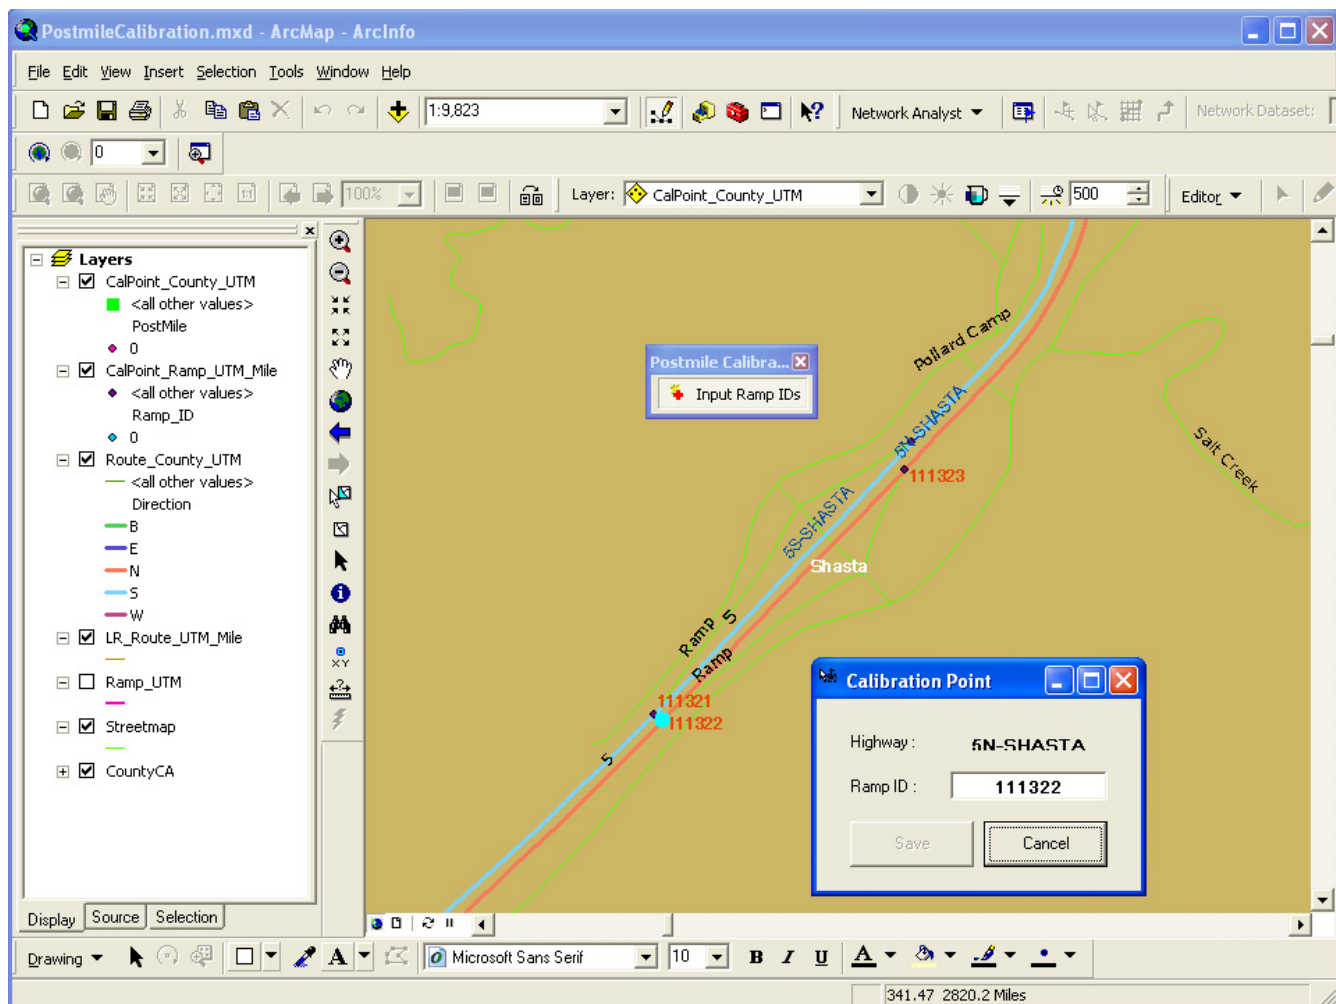 PostmileCalibration.mxd - ArcMap - ArcInfo
File Edit View Insert Selection Tools Window Help
1:9,823
Network Analyst
Network Dataset:
0
100%
1:1
Layer: CalPoint_County_UTM
500
Editor
Layers
CalPoint_County_UTM
<all other values>
PostMile
0
CalPoint_Ramp_UTM_Mile
<all other values>
Ramp_ID
0
Route_County_UTM
<all other values>
Direction
B
E
N
S
W
LR_Route_UTM_Mile
Ramp_UTM
Streetmap
CountyCA
Display Source Selection
XY
Postmile Calibra...
Input Ramp IDs
Pollard Camp
5N-SHASTA
Salt Creek
111323
5S-SHASTA
Shasta
Ramp 5
Ramp
111321
111322
5
Calibration Point
Highway : 5N-SHASTA
Ramp ID : 111322
Save Cancel
Drawing A Microsoft Sans Serif 10 B I U A
341.47 2820.2 Miles